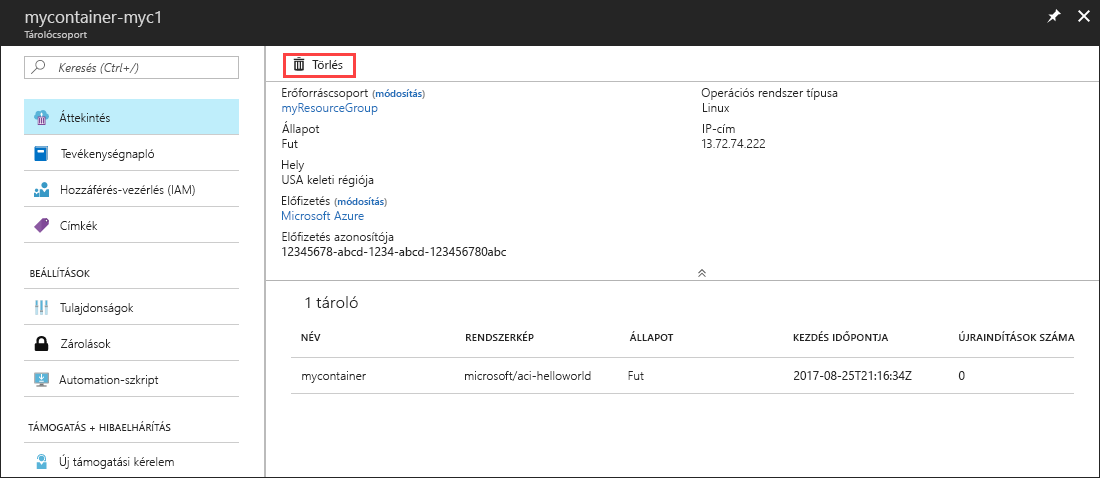 mycontainer-myc1
Tárolócsoport
Keresés (Ctrl+/)
Áttekintés
Tevékenységnapló
Hozzáférés-vezérlés (IAM)
Címkék
BEÁLLÍTÁSOK
Tulajdonságok
Zárolások
Automation-szkript
TÁMOGATÁS + HIBAELHÁRÍTÁS
Új támogatási kérelem
Törlés
Erőforráscsoport (módosítás)
myResourceGroup
Állapot
Fut
Hely
USA keleti régiója
Előfizetés (módosítás)
Microsoft Azure
Előfizetés azonosítója
12345678-abcd-1234-abcd-123456780abc
Operációs rendszer típusa
Linux
IP-cím
13.72.74.222
1 tároló
NÉV RENDSZERKÉP ÁLLAPOT KEZDÉS IDŐPONTJA ÚJRAINDÍTÁSOK SZÁMA
mycontainer microsoft/aci-helloworld Fut 2017-08-25T21:16:34Z 0